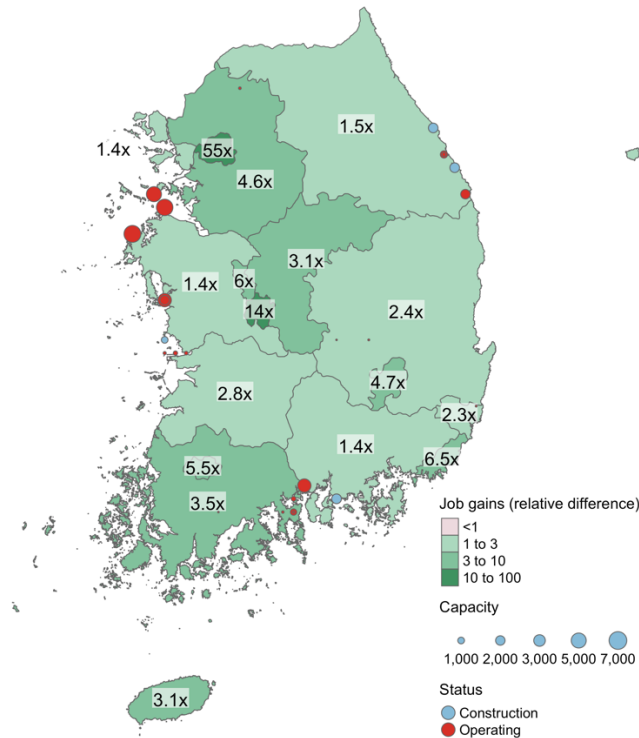 1.5x
1.4x
55x
4.6x
3.1x
1.4x
6x
14x
2.4x
4.7x
2.8x
2.3x
1.4x
6.5x
5.5x
3.5x
3.1x
Job gains (relative difference)
<1
1 to 3
3 to 10
10 to 100
Capacity
1,000 2,000 3,000 5,000 7,000
Status
Construction
Operating